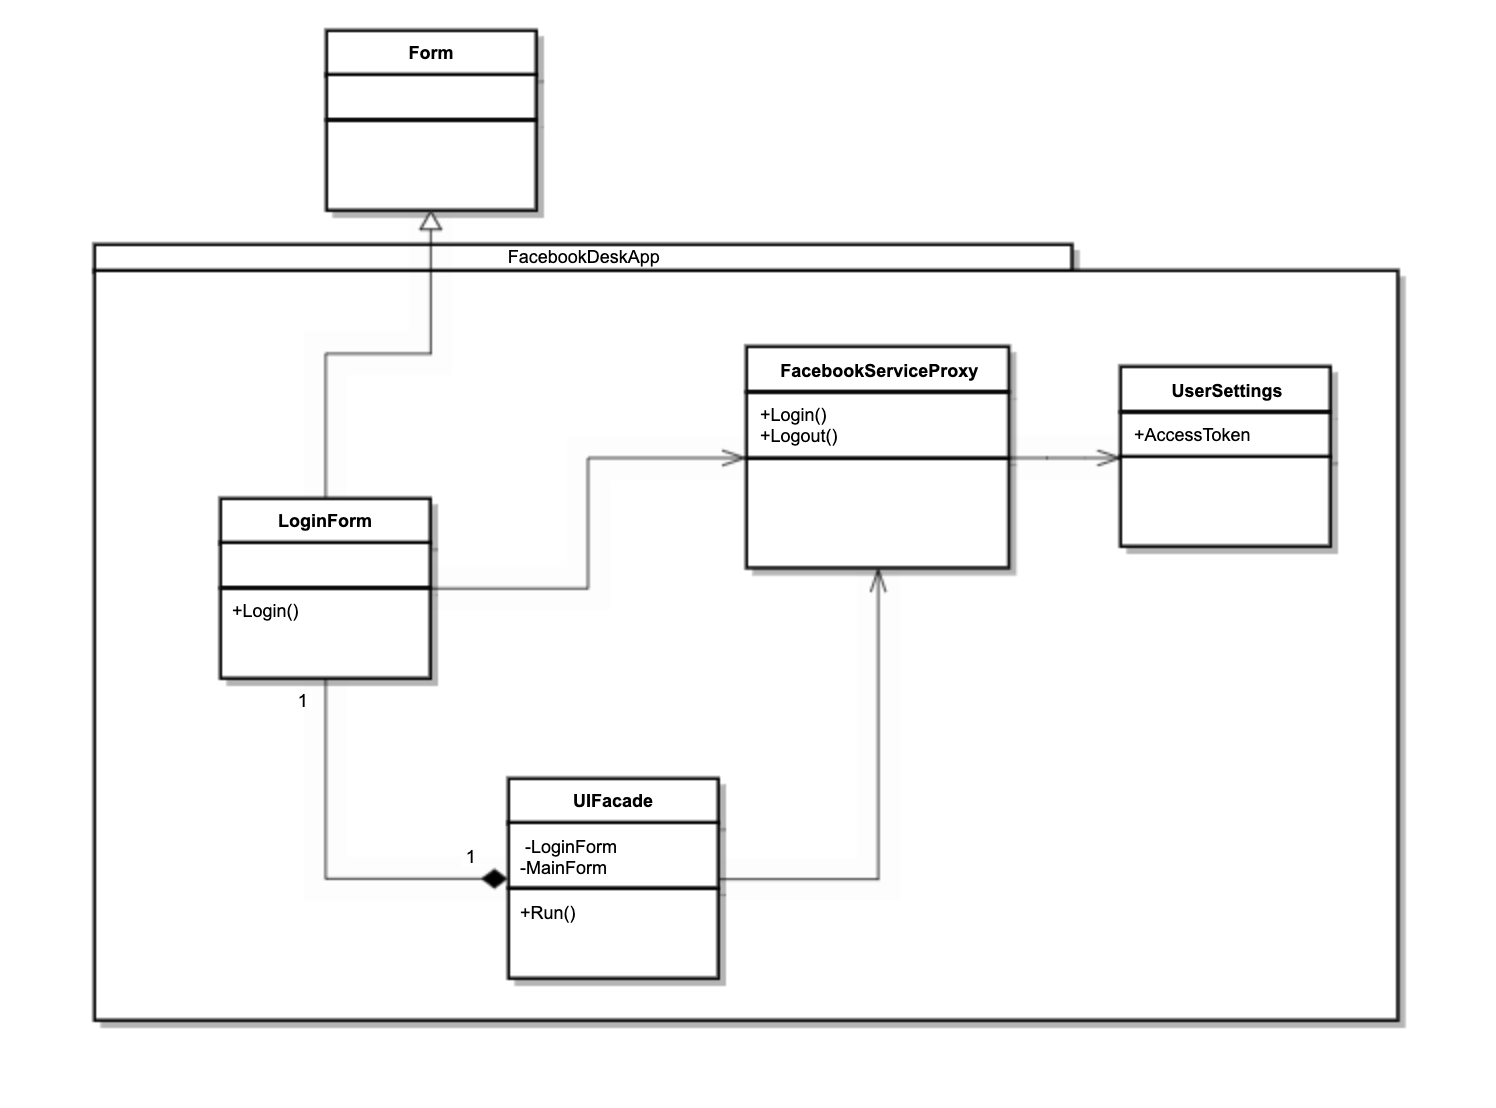 Form
FacebookDeskApp
FacebookServiceProxy
+Login()
+Logout()
UserSettings
+AccessToken
LoginForm
+Login()
1
1
UIFacade
-LoginForm
-MainForm
+Run()